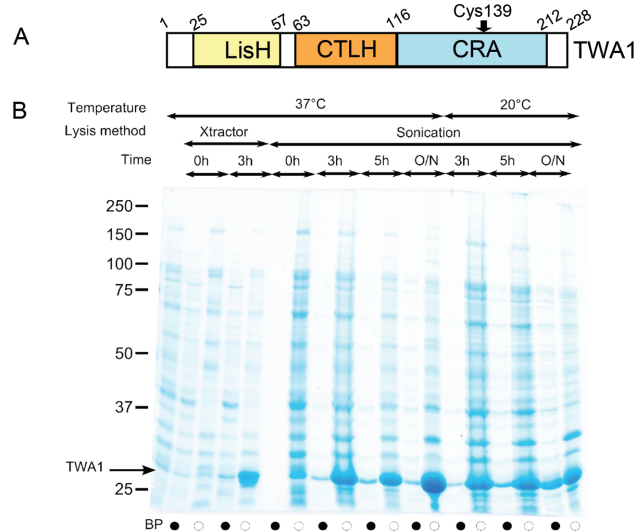 A
1 25 57 63 116 Cys139 212 228
LisH CTLH CRA TWA1
B
Temperature 37°C 20°C
Lysis method Xtractor Sonication
Time 0h 3h 0h 3h 5h O/N 3h 5h O/N
250
150
100
75
50
37
TWA1
25
BP